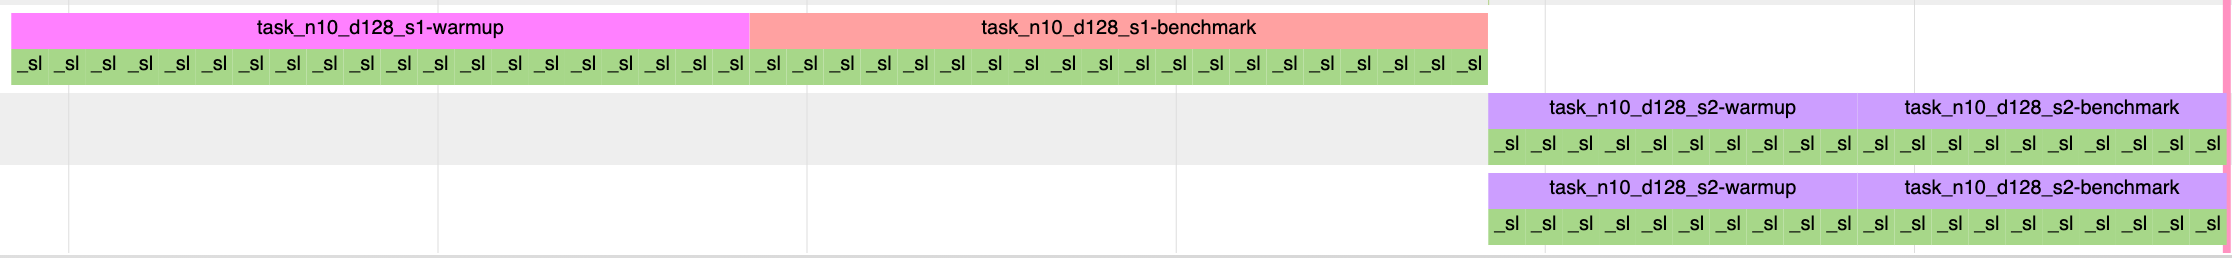 task_n10_d128_s1-warmup task_n10_d128_s1-benchmark
_sl _sl _sl _sl _sl _sl _sl _sl _sl _sl _sl _sl _sl _sl _sl _sl _sl _sl _sl _sl _sl _sl _sl _sl _sl _sl _sl _sl _sl _sl _sl _sl _sl _sl _sl _sl _sl _sl _sl _sl
task_n10_d128_s2-warmup task_n10_d128_s2-benchmark
_sl _sl _sl _sl _sl _sl _sl _sl _sl _sl _sl _sl _sl _sl _sl _sl _sl _sl _sl _sl
task_n10_d128_s2-warmup task_n10_d128_s2-benchmark
_sl _sl _sl _sl _sl _sl _sl _sl _sl _sl _sl _sl _sl _sl _sl _sl _sl _sl _sl _sl